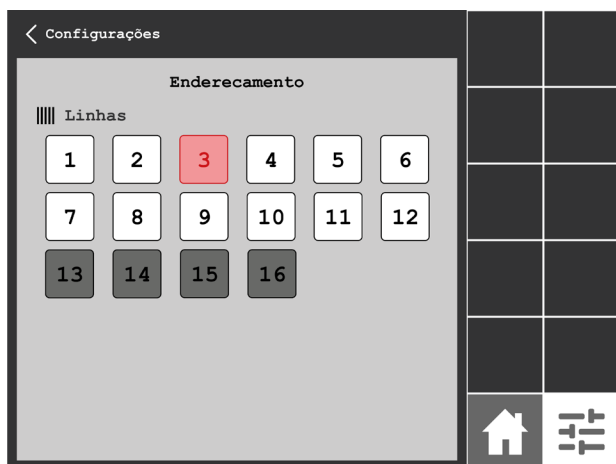 Configurações
Enderecamento
Linhas
1 2 3 4 5 6
7 8 9 10 11 12
13 14 15 16